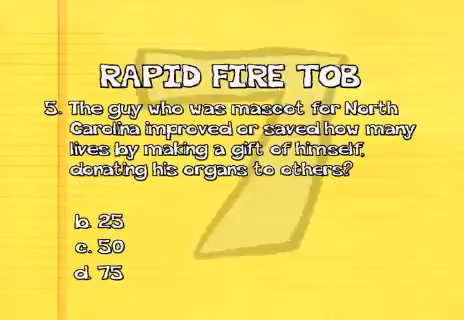 RAPID FIRE TOB
5. The guy who was mascot for North
Carolina improved or saved how many
lives by making a gift of himself,
donating his organs to others?
b. 25
c. 50
d. 75
7